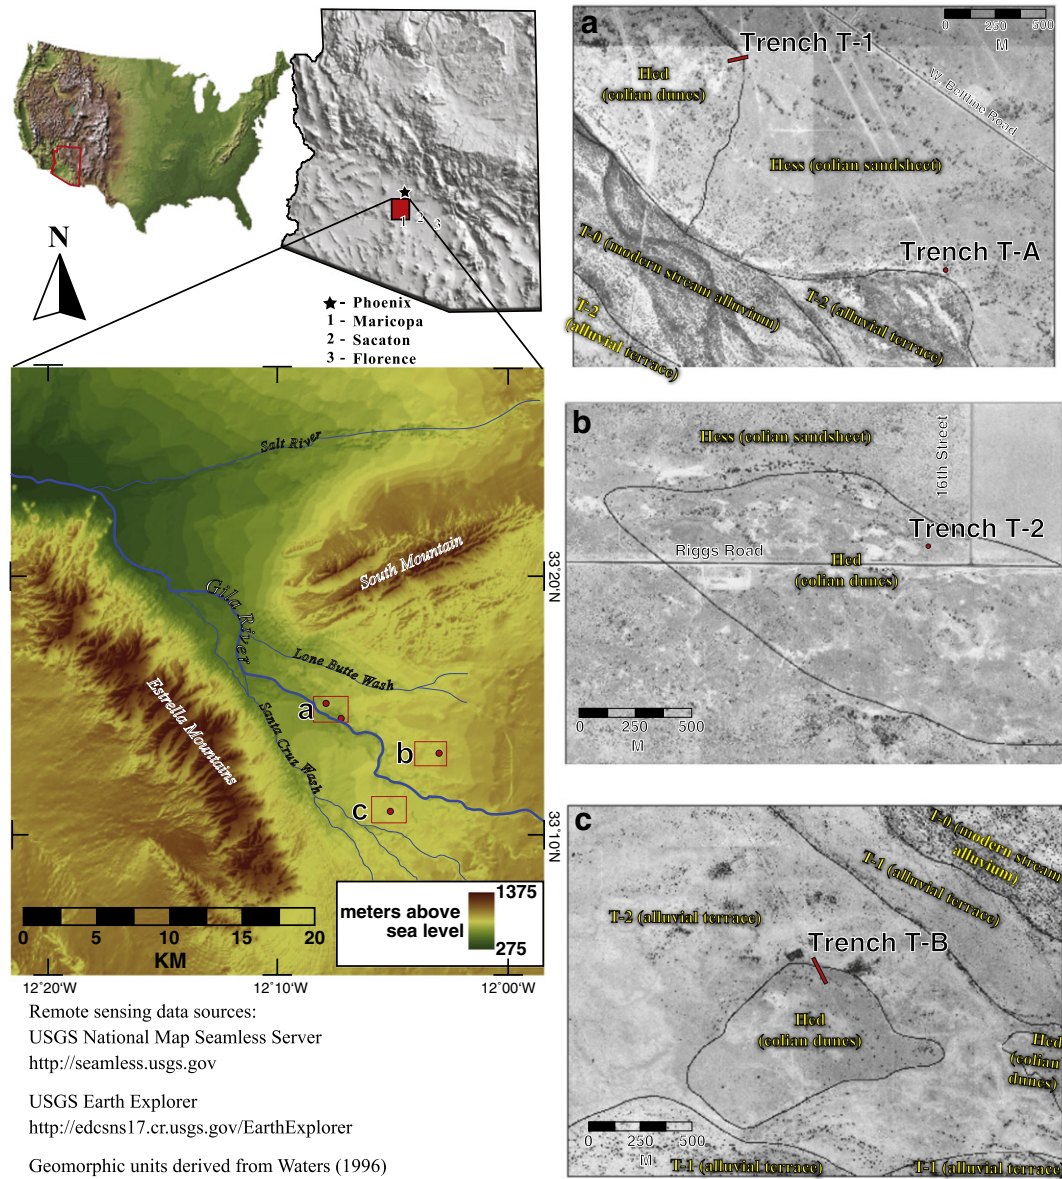 N
1
2
3
★ - Phoenix
1 - Maricopa
2 - Sacaton
3 - Florence
Salt River
South Mountain
Gila River
Lone Butte Wash
Estrella Mountains
Santa Cruz Wash
a
b
c
33°20'N
33°10'N
0 5 10 15 20
KM
meters above
sea level
1375
275
12°20'W
12°10'W
12°00'W
Remote sensing data sources:
USGS National Map Seamless Server
http://seamless.usgs.gov
USGS Earth Explorer
http://edcsns17.cr.usgs.gov/EarthExplorer
Geomorphic units derived from Waters (1996)
a
0 250 500
M
Trench T-1
Hed
(eolian dunes)
W. Beltline Road
Hess (eolian sandsheet)
Trench T-A
T-0 (modern stream alluvium)
T-2 (alluvial terrace)
T-2
(alluvial terrace)
b
Hess (eolian sandsheet)
16th Street
Trench T-2
Riggs Road
Hed
(eolian dunes)
0 250 500
M
c
T-0 (modern stream
alluvium)
T-1 (alluvial terrace)
T-2 (alluvial terrace)
Trench T-B
Hed
(eolian dunes)
Hed
(eolian
dunes)
0 250 500
M
T-1 (alluvial terrace)
T-1 (alluvial terrace)